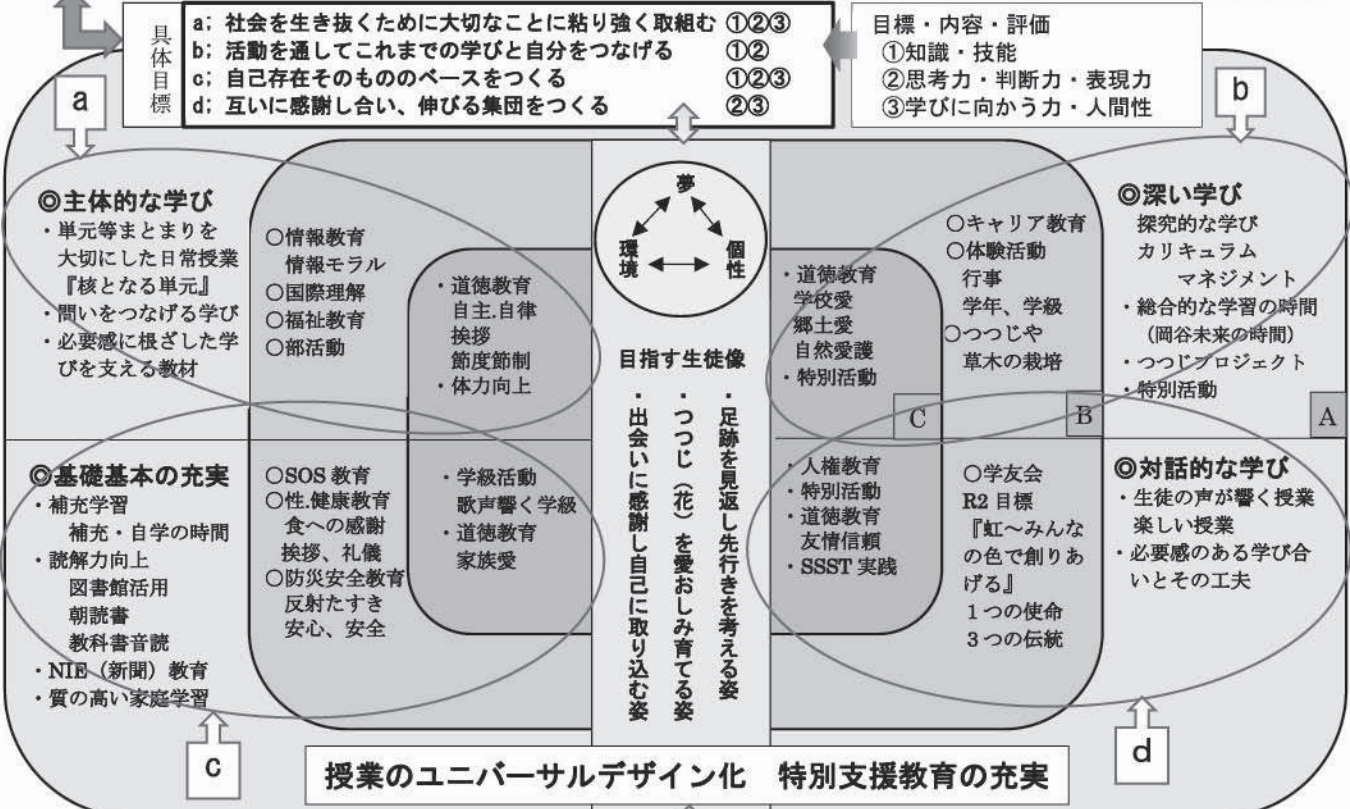 具体目標
a; 社会を生き抜くために大切なことに粘り強く取組む ①②③
b; 活動を通してこれまでの学びと自分をつなげる ①②
c; 自己存在そのもののベースをつくる ①②③
d; 互いに感謝し合い、伸びる集団をつくる ②③
目標・内容・評価
①知識・技能
②思考力・判断力・表現力
③学びに向かう力・人間性
a
b
◎主体的な学び
・単元等まとまりを
大切にした日常授業
『核となる単元』
・問いをつなげる学び
・必要感に根ざした学
びを支える教材
○情報教育
情報モラル
○国際理解
○福祉教育
○部活動
・道徳教育
自主.自律
挨拶
節度節制
・体力向上
夢
環境
個性
目指す生徒像
・足跡を見返し先行きを考える姿
・つつじ（花）を愛おしみ育てる姿
・出会いに感謝し自己に取り込む姿
・道徳教育
学校愛
郷土愛
自然愛護
・特別活動
○キャリア教育
○体験活動
行事
学年、学級
○つつじや
草木の栽培
◎深い学び
探究的な学び
カリキュラム
マネジメント
・総合的な学習の時間
（岡谷未来の時間）
・つつじプロジェクト
・特別活動
C
B
A
◎基礎基本の充実
・補充学習
補充・自学の時間
・読解力向上
図書館活用
朝読書
教科書音読
・NIE（新聞）教育
・質の高い家庭学習
○SOS 教育
○性.健康教育
食への感謝
挨拶、礼儀
○防災安全教育
反射たすき
安心、安全
・学級活動
歌声響く学級
・道徳教育
家族愛
・人権教育
・特別活動
・道徳教育
友情信頼
・SSST 実践
○学友会
R2 目標
『虹～みんな
の色で創りあ
げる』
１つの使命
３つの伝統
◎対話的な学び
・生徒の声が響く授業
楽しい授業
・必要感のある学び合
いとその工夫
c
d
授業のユニバーサルデザイン化　特別支援教育の充実